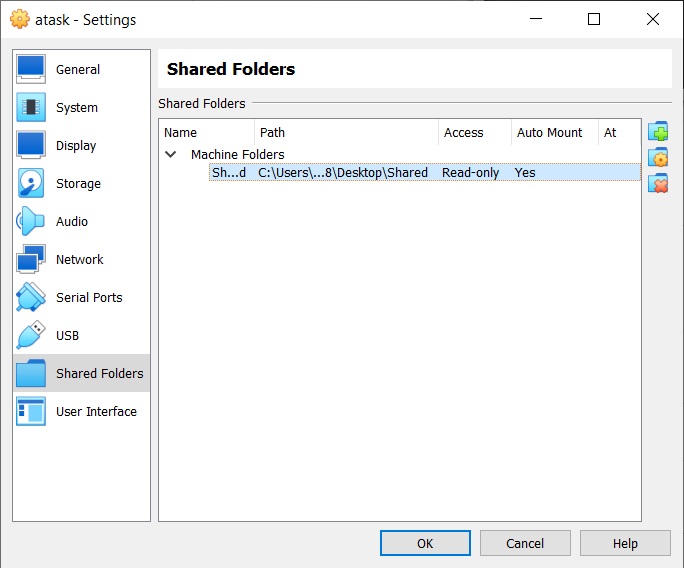 atask - Settings
General
System
Display
Storage
Audio
Network
Serial Ports
USB
Shared Folders
User Interface
Shared Folders
Shared Folders
Name Path Access Auto Mount At
Machine Folders
Sh...d C:\Users\...8\Desktop\Shared Read-only Yes
OK Cancel Help